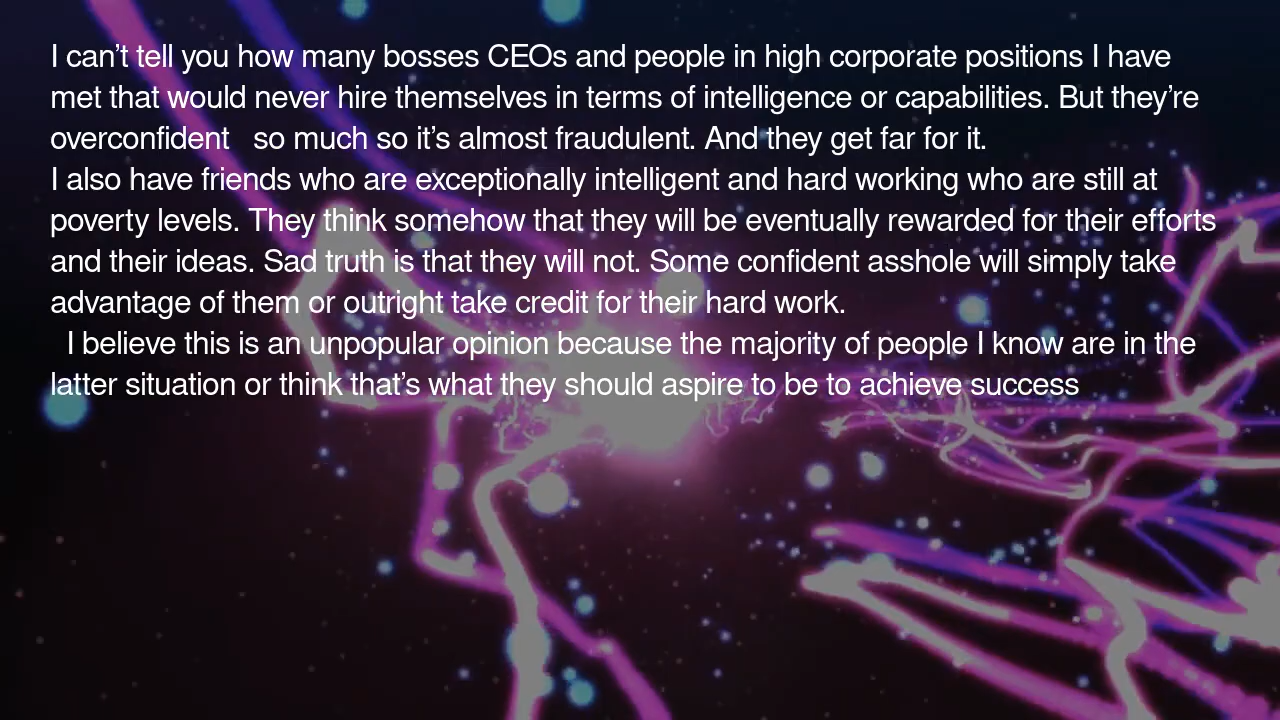 I can’t tell you how many bosses CEOs and people in high corporate positions I have
met that would never hire themselves in terms of intelligence or capabilities. But they’re
overconfident   so much so it’s almost fraudulent. And they get far for it.
I also have friends who are exceptionally intelligent and hard working who are still at
poverty levels. They think somehow that they will be eventually rewarded for their efforts
and their ideas. Sad truth is that they will not. Some confident asshole will simply take
advantage of them or outright take credit for their hard work.
  I believe this is an unpopular opinion because the majority of people I know are in the
latter situation or think that’s what they should aspire to be to achieve success